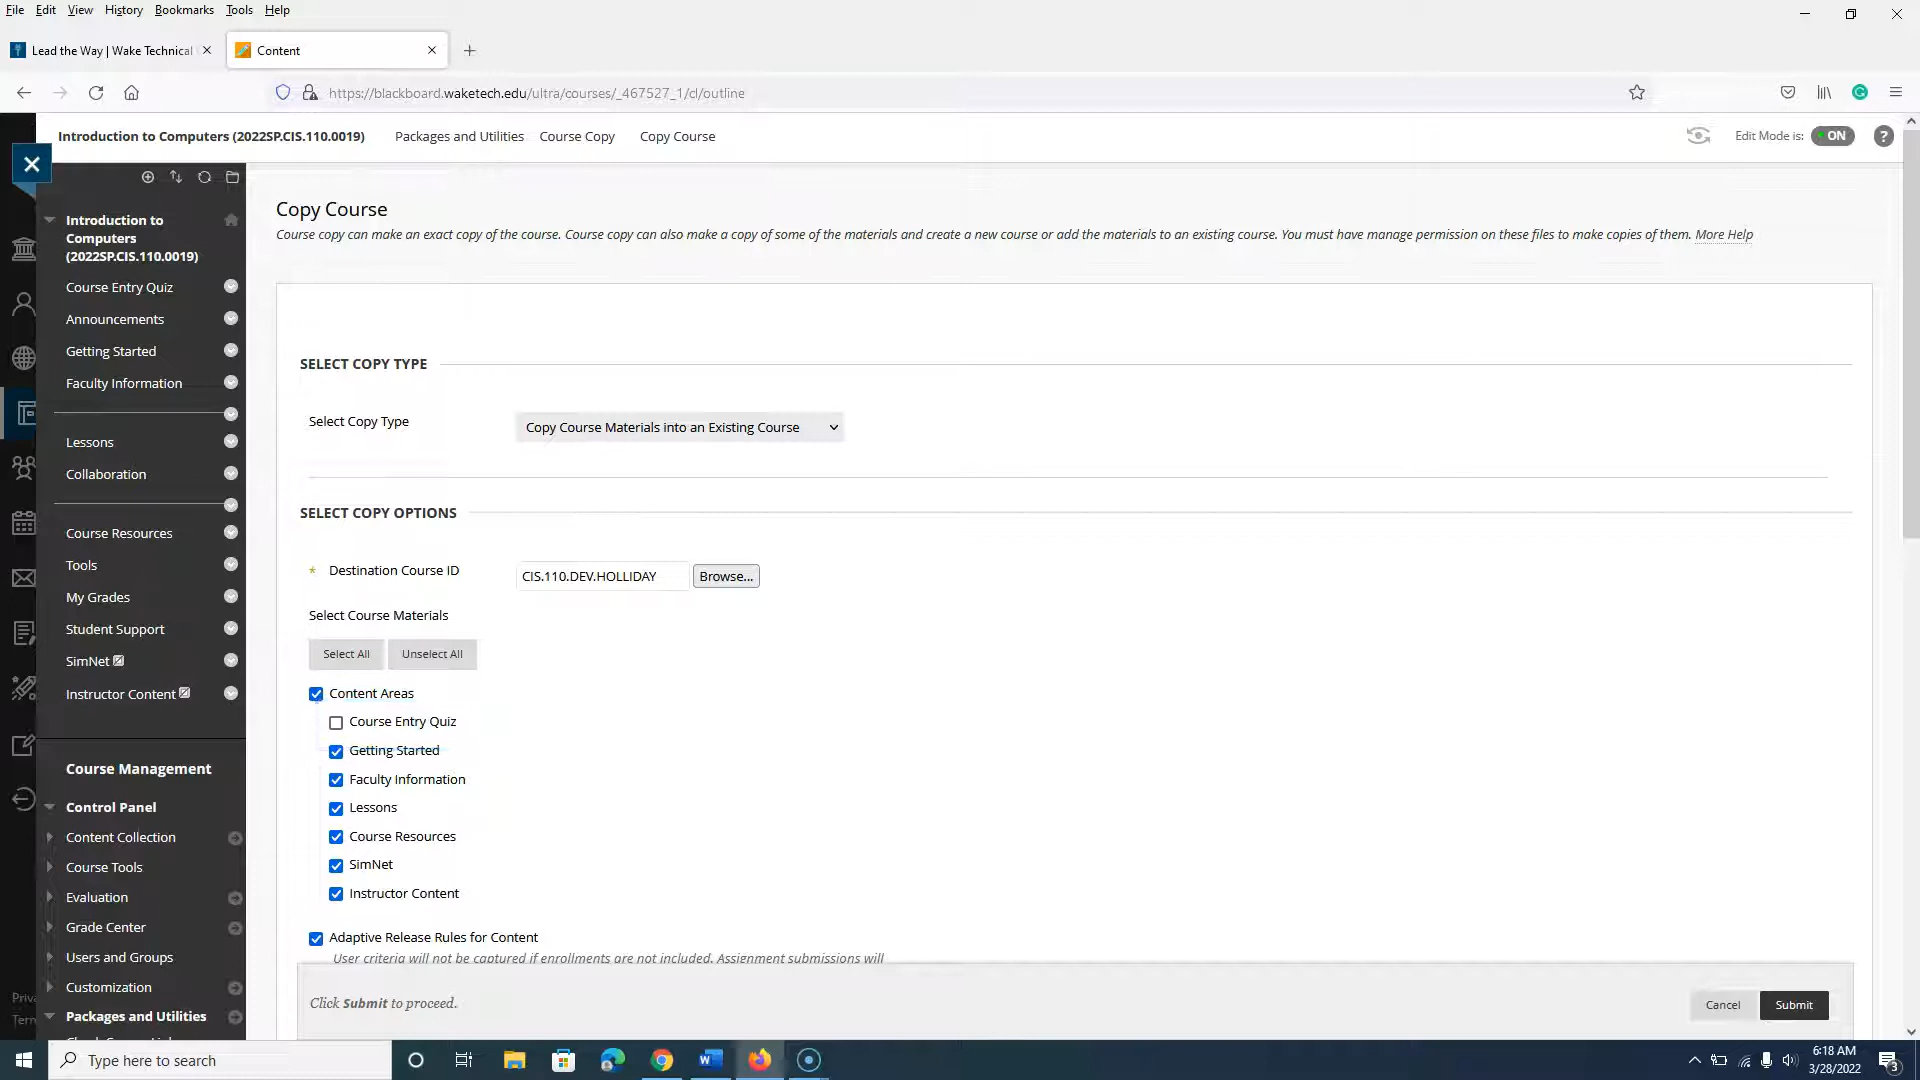 File Edit View History Bookmarks Tools Help
Lead the Way | Wake Technical
Content
https://blackboard.waketech.edu/ultra/courses/_467527_1/cl/outline
Introduction to Computers (2022SP.CIS.110.0019) Packages and Utilities Course Copy Copy Course
Edit Mode is: ON ?
Introduction to
Computers
(2022SP.CIS.110.0019)
Course Entry Quiz
Announcements
Getting Started
Faculty Information
Lessons
Collaboration
Course Resources
Tools
My Grades
Student Support
SimNet
Instructor Content
Course Management
Control Panel
Content Collection
Course Tools
Evaluation
Grade Center
Users and Groups
Customization
Packages and Utilities
Copy Course
Course copy can make an exact copy of the course. Course copy can also make a copy of some of the materials and create a new course or add the materials to an existing course. You must have manage permission on these files to make copies of them. More Help
SELECT COPY TYPE
Select Copy Type Copy Course Materials into an Existing Course
SELECT COPY OPTIONS
* Destination Course ID CIS.110.DEV.HOLLIDAY Browse...
Select Course Materials
Select All Unselect All
Content Areas
Course Entry Quiz
Getting Started
Faculty Information
Lessons
Course Resources
SimNet
Instructor Content
Adaptive Release Rules for Content
User criteria will not be captured if enrollments are not included. Assignment submissions will
Click Submit to proceed.
Cancel Submit
Type here to search
6:18 AM
3/28/2022
3